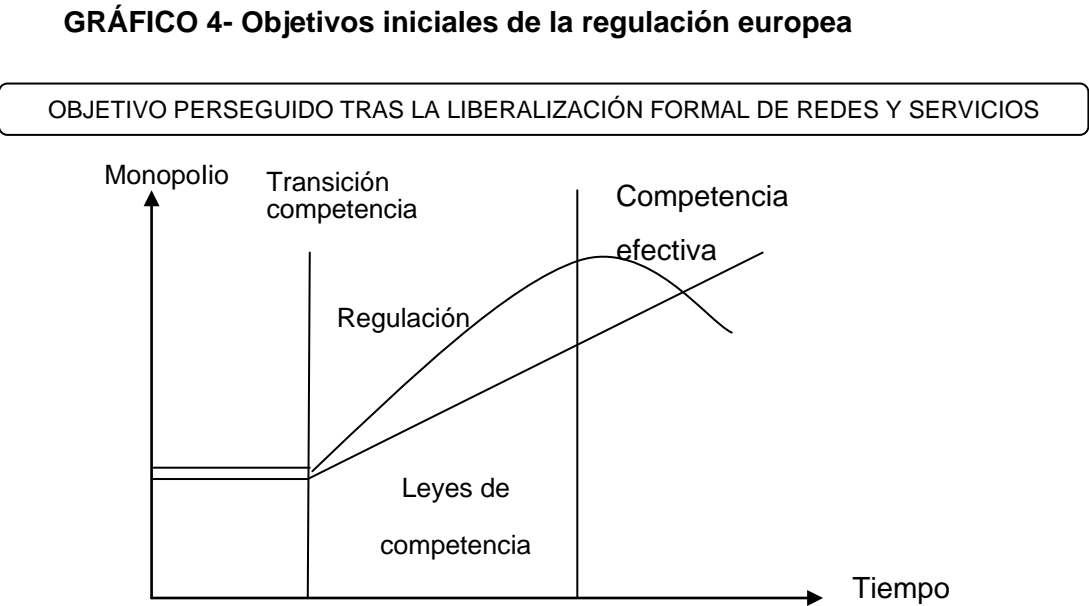 GRÁFICO 4- Objetivos iniciales de la regulación europea
OBJETIVO PERSEGUIDO TRAS LA LIBERALIZACIÓN FORMAL DE REDES Y SERVICIOS
Monopolio
Transición
competencia
Competencia
efectiva
Regulación
Leyes de
competencia
Tiempo